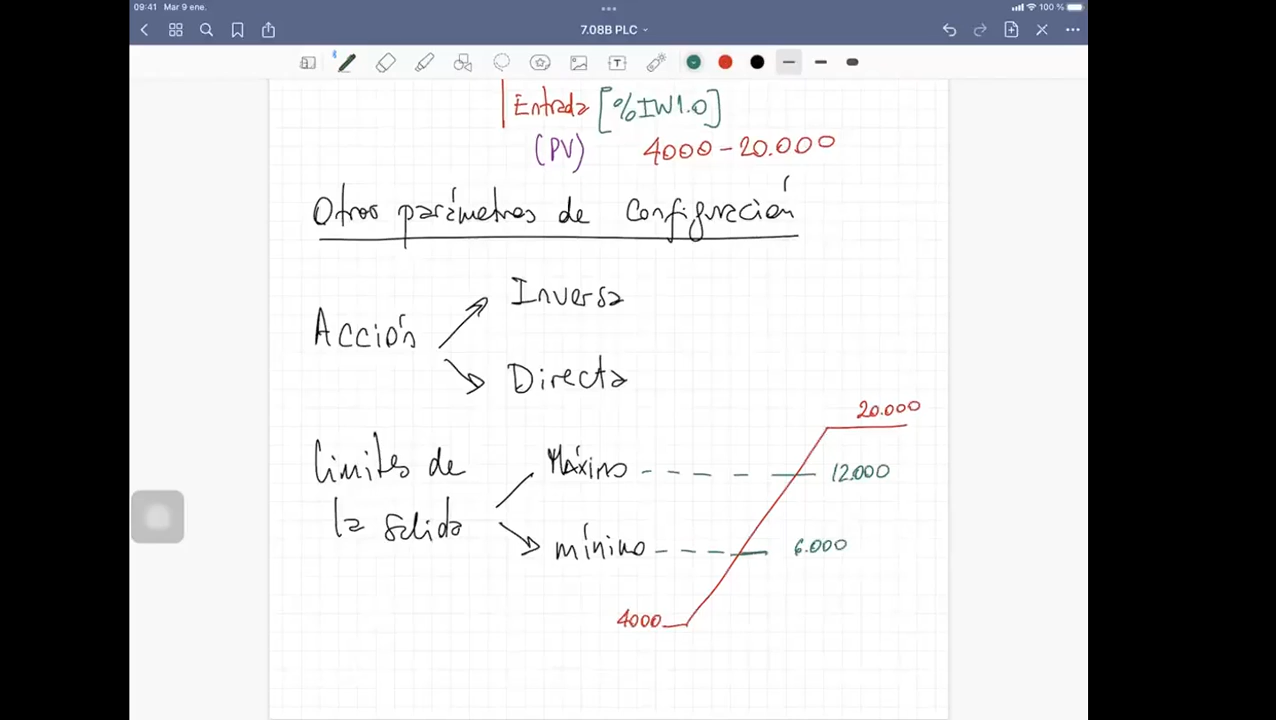 09:41 Mar 9 ene.
100 %
7.08B PLC
Entrada [%IW1.0]
(PV) 4000 - 20.000
Otros parámetros de configuración
Inversa
Acción
Directa
20.000
Límites de Máximo 12.000
la salida
mínimo 6.000
4000